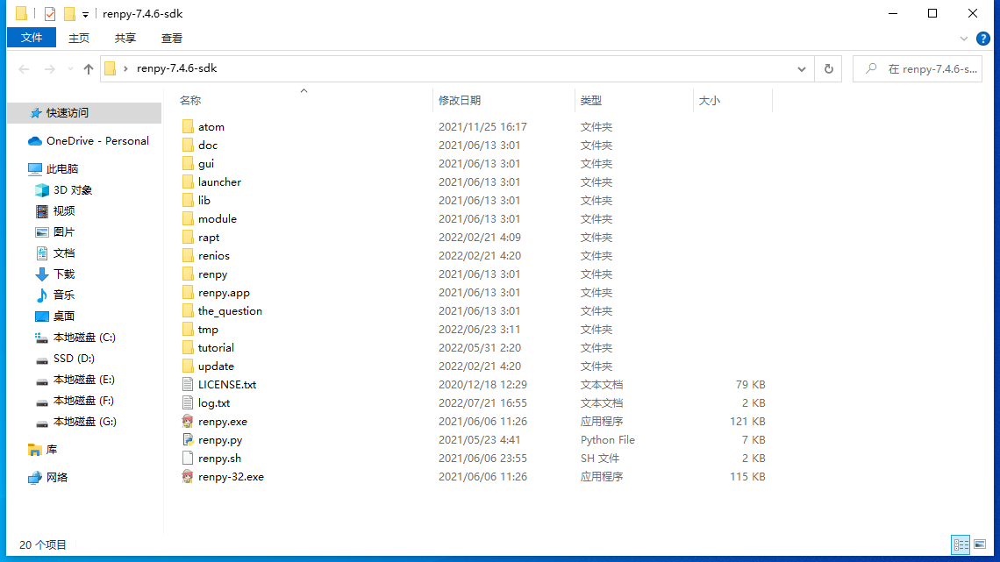 renpy-7.4.6-sdk
文件 主页 共享 查看
renpy-7.4.6-sdk 在 renpy-7.4.6-s...
名称 修改日期 类型 大小
快速访问
OneDrive - Personal
此电脑
3D 对象
视频
图片
文档
下载
音乐
桌面
本地磁盘 (C:)
SSD (D:)
本地磁盘 (E:)
本地磁盘 (F:)
本地磁盘 (G:)
库
网络
atom 2021/11/25 16:17 文件夹
doc 2021/06/13 3:01 文件夹
gui 2021/06/13 3:01 文件夹
launcher 2021/06/13 3:01 文件夹
lib 2021/06/13 3:01 文件夹
module 2021/06/13 3:01 文件夹
rapt 2022/02/21 4:09 文件夹
renios 2022/02/21 4:20 文件夹
renpy 2021/06/13 3:01 文件夹
renpy.app 2021/06/13 3:01 文件夹
the_question 2021/06/13 3:01 文件夹
tmp 2022/06/23 3:11 文件夹
tutorial 2022/05/31 2:20 文件夹
update 2022/02/21 4:20 文件夹
LICENSE.txt 2020/12/18 12:29 文本文档 79 KB
log.txt 2022/07/21 16:55 文本文档 2 KB
renpy.exe 2021/06/06 11:26 应用程序 121 KB
renpy.py 2021/05/23 4:41 Python File 7 KB
renpy.sh 2021/06/06 23:55 SH 文件 2 KB
renpy-32.exe 2021/06/06 11:26 应用程序 115 KB
20 个项目